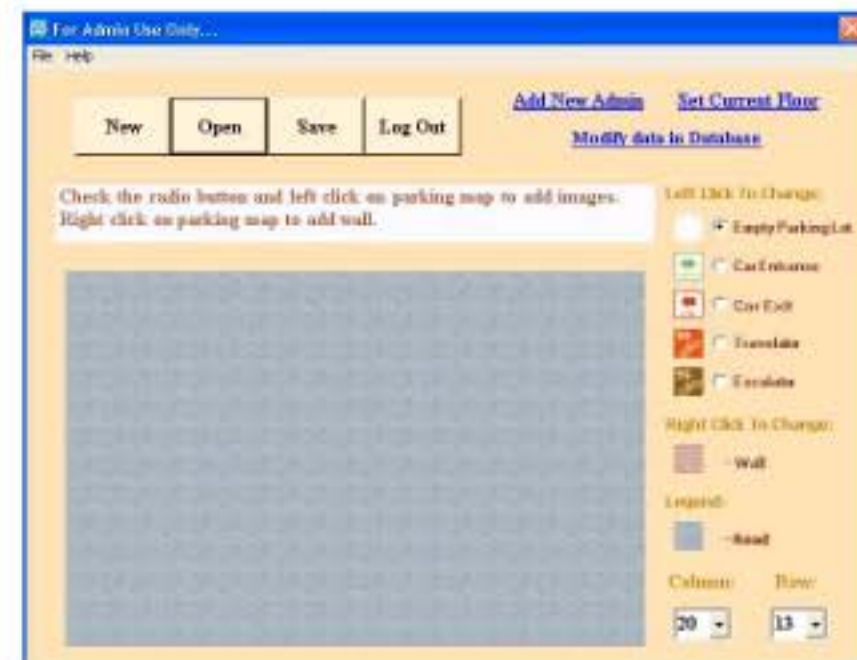 For Admin Use Only...
File Help
New Open Save Log Out
Add New Admin Set Current Floor
Modify data in Database
Check the radio button and left click on parking map to add images.
Right click on parking map to add wall.
Left Click To Change:
Empty Parking Lot
Car Entrance
Car Exit
Travelator
Escalator
Right Click To Change:
-Wall
Legend:
-Road
Column: Row:
20 13